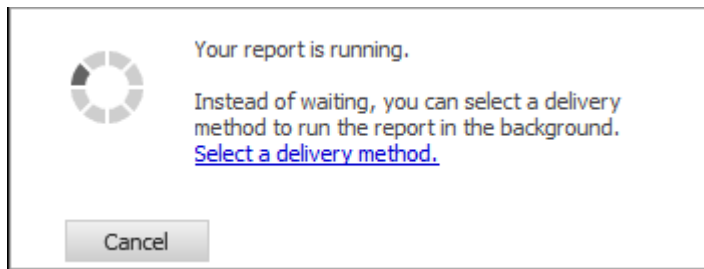 Your report is running.
Instead of waiting, you can select a delivery
method to run the report in the background.
Select a delivery method.
Cancel